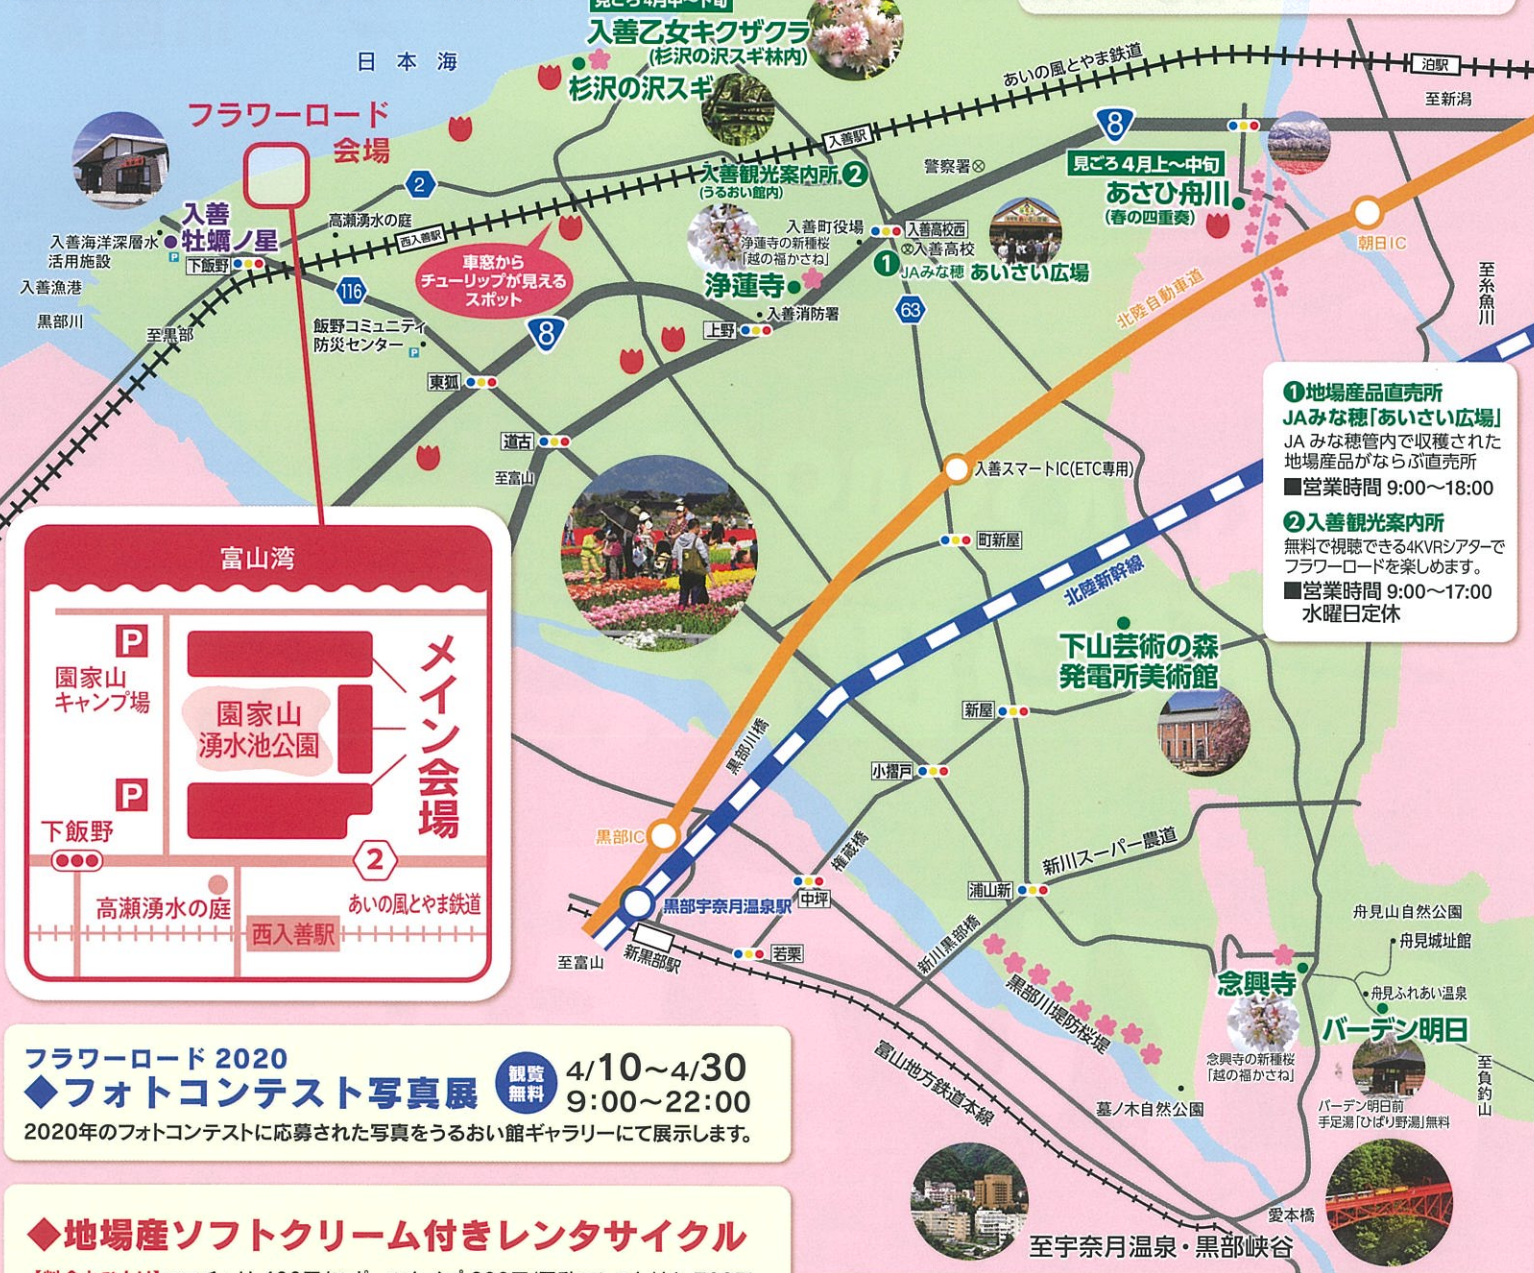 見ごろ 4月中〜下旬
入善乙女キクザクラ
(杉沢の沢スギ林内)
杉沢の沢スギ
日本海
フラワーロード
会場
あいの風とやま鉄道
泊駅
至新潟
入善駅
8
警察署
見ごろ 4月上〜中旬
あさひ舟川
(春の四重奏)
入善観光案内所 2
(うるおい館内)
2
入善
牡蠣ノ星
入善海洋深層水
活用施設
P
下飯野
入善漁港
黒部川
至黒部
高瀬湧水の庭
西入善駅
車窓から
チューリップが見える
スポット
116
飯野コミュニティ
防災センター
P
入善町役場
浄蓮寺の新種桜
「越の福かさね」
浄蓮寺
入善高校西
入善高校
1
JAみな穂 あいさい広場
入善消防署
上野
63
8
東狐
道古
至富山
朝日IC
北陸自動車道
至糸魚川
入善スマートIC(ETC専用)
町新屋
北陸新幹線
1地場産品直売所
JAみな穂「あいさい広場」
JA みな穂管内で収穫された
地場産品がならぶ直売所
■営業時間 9:00〜18:00
2入善観光案内所
無料で視聴できる4KVRシアターで
フラワーロードを楽しめます。
■営業時間 9:00〜17:00
水曜日定休
下山芸術の森
発電所美術館
新屋
小摺戸
黒部川橋
黒部IC
権蔵橋
中坪
新川スーパー農道
浦山新
黒部宇奈月温泉駅
新黒部駅
至富山
若栗
新川黒部橋
黒部川堤防桜堤
富山地方鉄道本線
墓ノ木自然公園
舟見山自然公園
舟見城址館
念興寺
念興寺の新種桜
「越の福かさね」
舟見ふれあい温泉
バーデン明日
バーデン明日前
手足湯「ひばり野湯」無料
至負釣山
愛本橋
至宇奈月温泉・黒部峡谷
富山湾
P
園家山
キャンプ場
園家山
湧水池公園
メイン会場
P
下飯野
2
高瀬湧水の庭
あいの風とやま鉄道
西入善駅
フラワーロード 2020
◆フォトコンテスト写真展
観覧
無料
4/10〜4/30
9:00〜22:00
2020年のフォトコンテストに応募された写真をうるおい館ギャラリーにて展示します。
◆地場産ソフトクリーム付きレンタサイクル